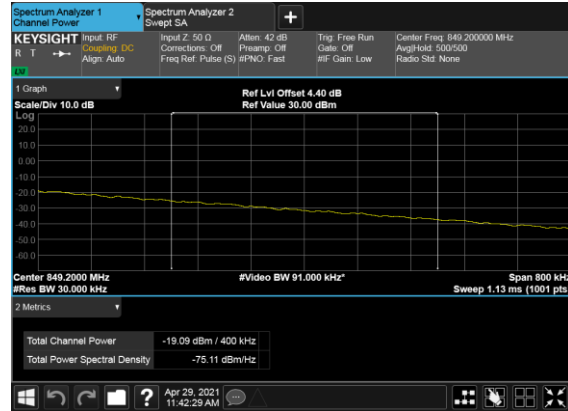 Spectrum Analyzer 1
Channel Power
Spectrum Analyzer 2
Swept SA
KEYSIGHT
R T
Input: RF
Coupling: DC
Align: Auto
Input Z: 50 Ω
Corrections: Off
Freq Ref: Pulse (S)
Atten: 42 dB
Preamp: Off
#PNO: Fast
Trig: Free Run
Gate: Off
#IF Gain: Low
Center Freq: 849.200000 MHz
Avg|Hold: 500/500
Radio Std: None
1 Graph
Scale/Div 10.0 dB
Ref Lvl Offset 4.40 dB
Ref Value 30.00 dBm
Log
20.0
10.0
0.00
-10.0
-20.0
-30.0
-40.0
-50.0
-60.0
Center 849.2000 MHz
#Res BW 30.000 kHz
#Video BW 91.000 kHz*
Span 800 kHz
Sweep 1.13 ms (1001 pts
2 Metrics
Total Channel Power -19.09 dBm / 400 kHz
Total Power Spectral Density -75.11 dBm/Hz
?
Apr 29, 2021
11:42:29 AM